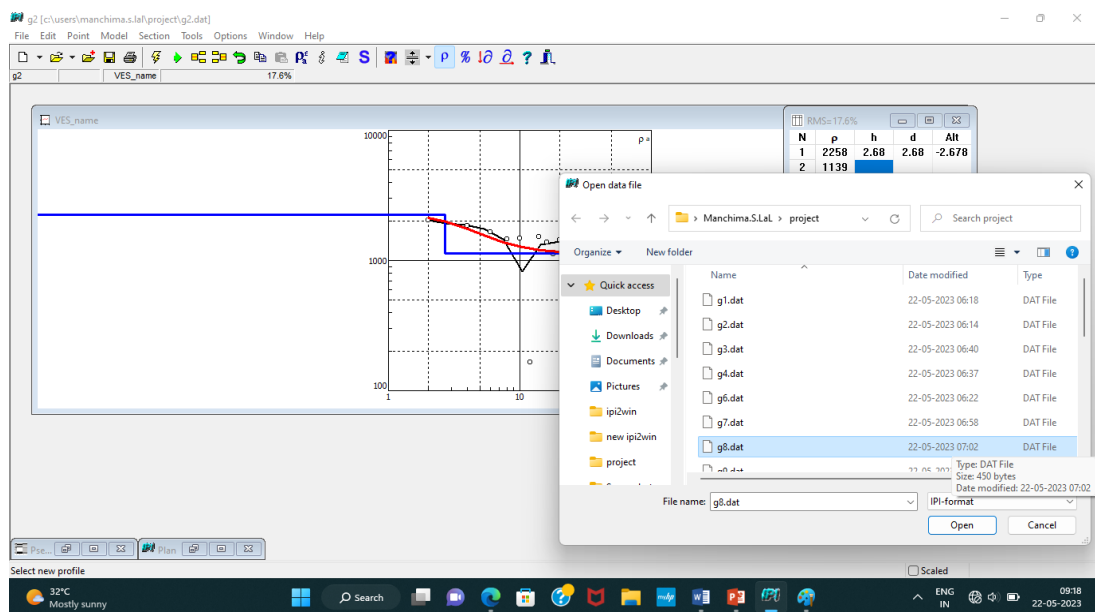 g2 [c:\users\manchima.s.lal\project\g2.dat]
File Edit Point Model Section Tools Options Window Help
g2 VES_name 17.6%
VES_name
10000
1000
100
1
10
ρa
RMS=17.6%
N ρ h d Alt
1 2258 2.68 2.68 -2.678
2 1139
Open data file
Manchima.S.LaL › project
Search project
Organize
New folder
Name Date modified Type
Quick access
Desktop
Downloads
Documents
Pictures
ipi2win
new ipi2win
project
g1.dat 22-05-2023 06:18 DAT File
g2.dat 22-05-2023 06:14 DAT File
g3.dat 22-05-2023 06:40 DAT File
g4.dat 22-05-2023 06:37 DAT File
g6.dat 22-05-2023 06:22 DAT File
g7.dat 22-05-2023 06:58 DAT File
g8.dat 22-05-2023 07:02 DAT File
Type: DAT File
Size: 450 bytes
Date modified: 22-05-2023 07:02
File name: g8.dat
IPI-format
Open Cancel
Pse...
Plan
Select new profile
Scaled
32°C
Mostly sunny
Search
ENG
IN
09:18
22-05-2023